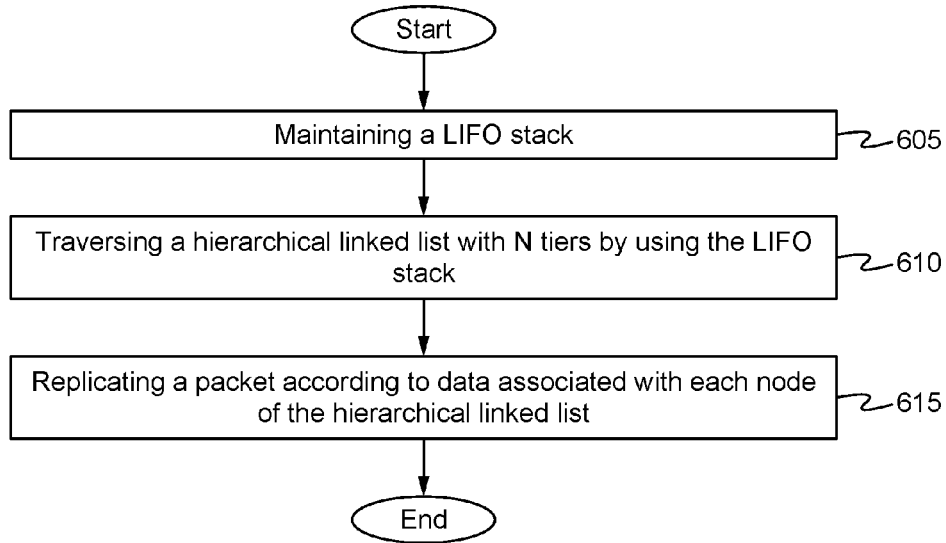 Start
Maintaining a LIFO stack
605
Traversing a hierarchical linked list with N tiers by using the LIFO
stack
610
Replicating a packet according to data associated with each node
of the hierarchical linked list
615
End